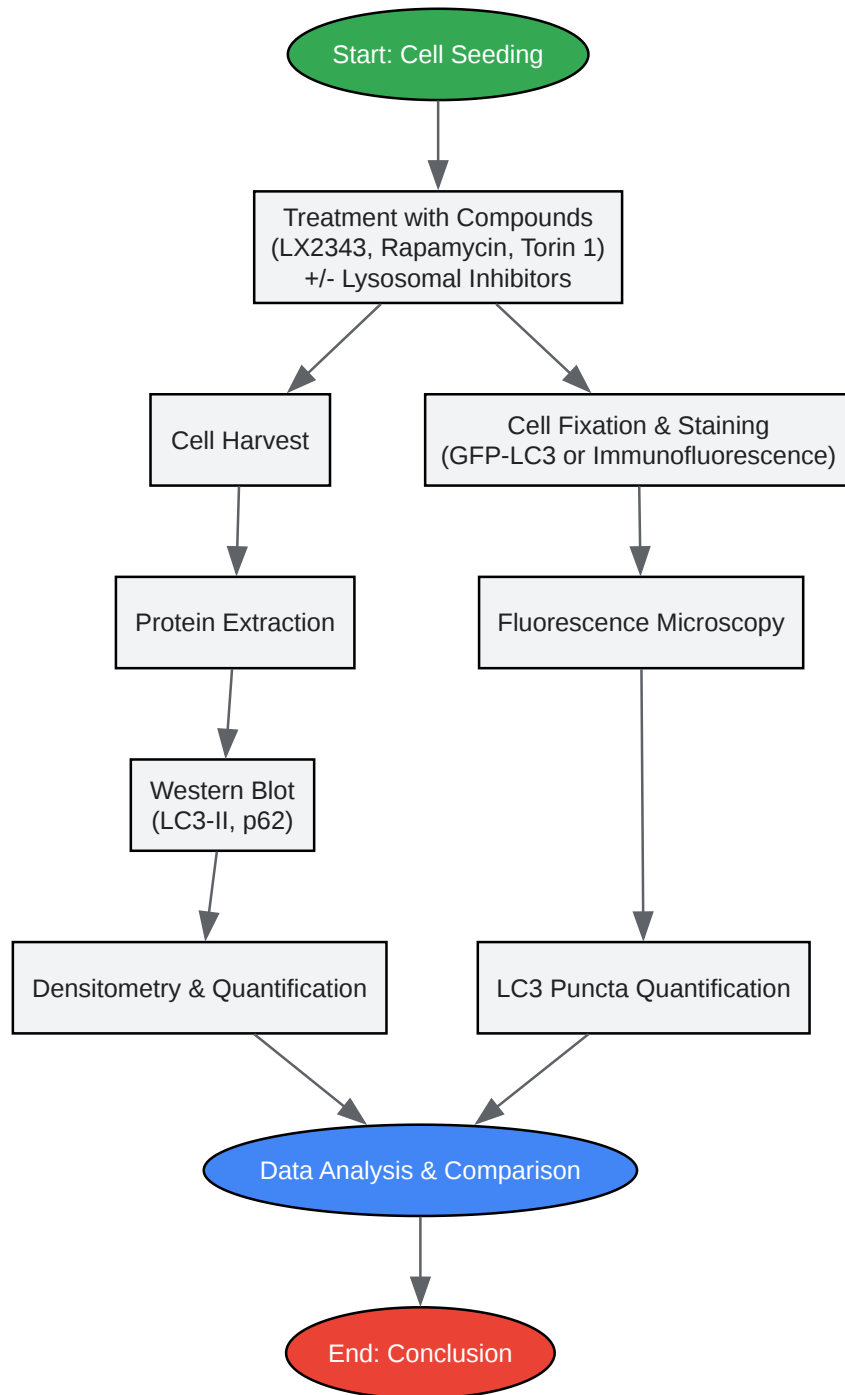 Start: Cell Seeding
Treatment with Compounds
(LX2343, Rapamycin, Torin 1)
+/- Lysosomal Inhibitors
Cell Harvest
Cell Fixation & Staining
(GFP-LC3 or Immunofluorescence)
Protein Extraction
Fluorescence Microscopy
Western Blot
(LC3-II, p62)
Densitometry & Quantification
LC3 Puncta Quantification
Data Analysis & Comparison
End: Conclusion